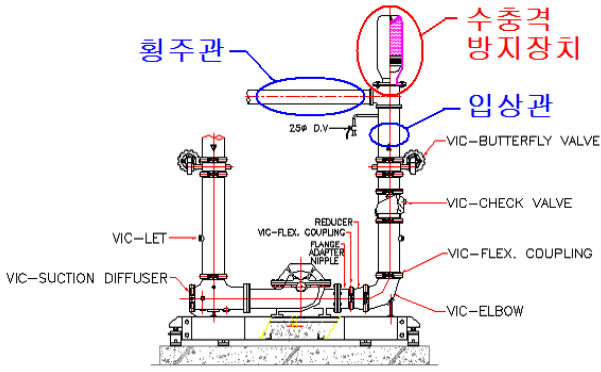 수충격
방지장치
횡주관
입상관
25ø D.V
VIC-BUTTERFLY VALVE
VIC-CHECK VALVE
VIC-LET
REDUCER
VIC-FLEX. COUPLING
FLANGE
ADAPTER
NIPPLE
VIC-FLEX. COUPLING
VIC-SUCTION DIFFUSER
VIC-ELBOW